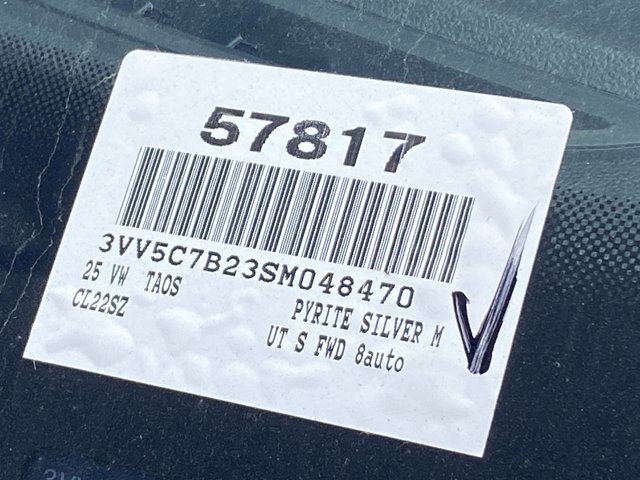 57817
3VV5C7B23SM048470
25 VW TAOS
PYRITE SILVER M
CL22SZ
UT S FWD 8auto
V